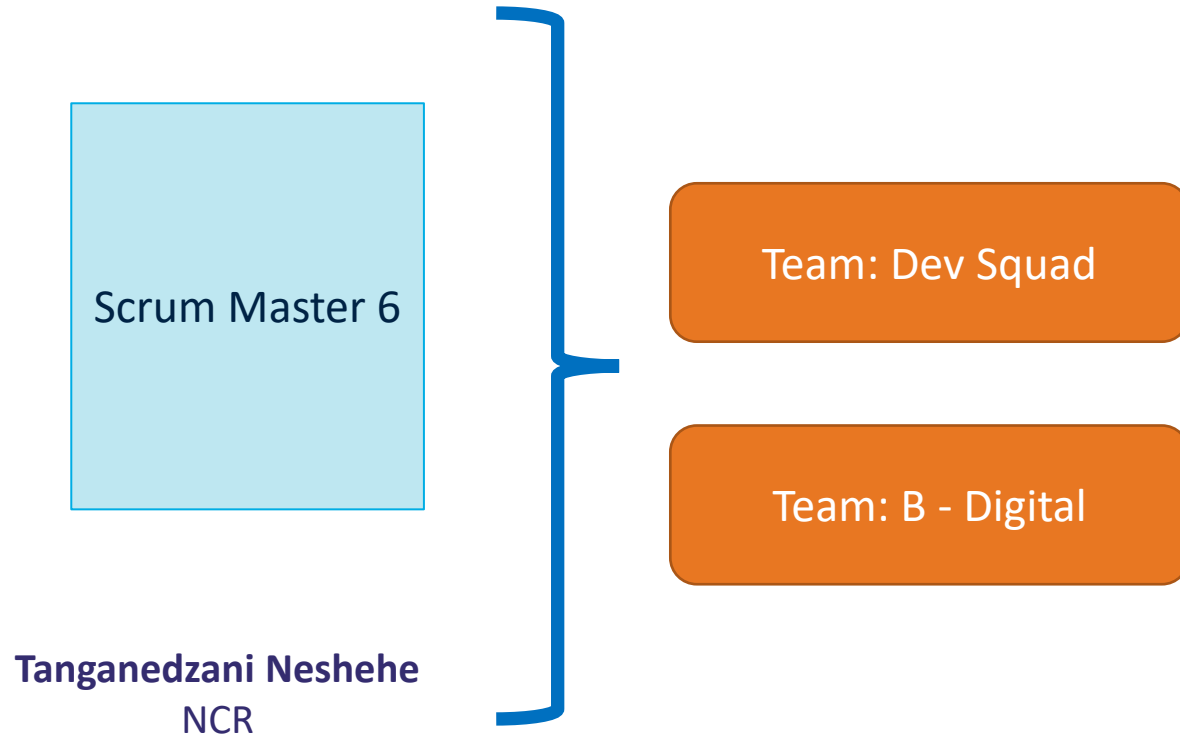 Scrum Master 6
Tanganedzani Neshehe
NCR
Team: Dev Squad
Team: B - Digital